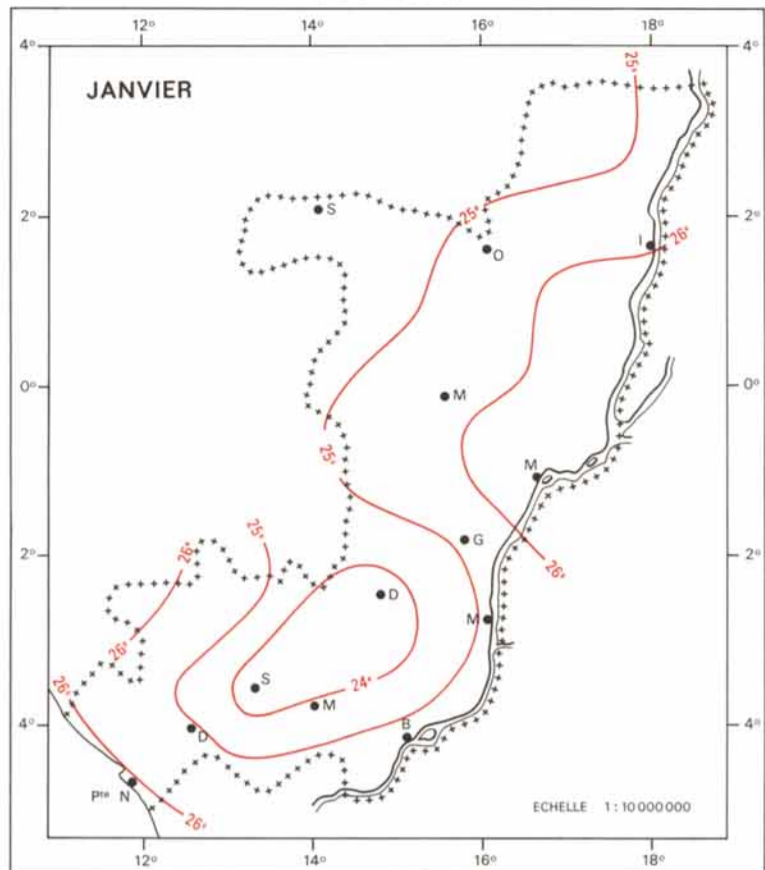 12° 14° 16° 18°
4° 4°
JANVIER
25°
2° S 25° 2°
I 26°
O
0° M 0°
25° M
25° G
2° 26° 26° 2°
D
26° M
S 24°
26° M
4° D B 4°
Pte N 26°
ECHELLE 1 : 10 000 000
12° 14° 16° 18°